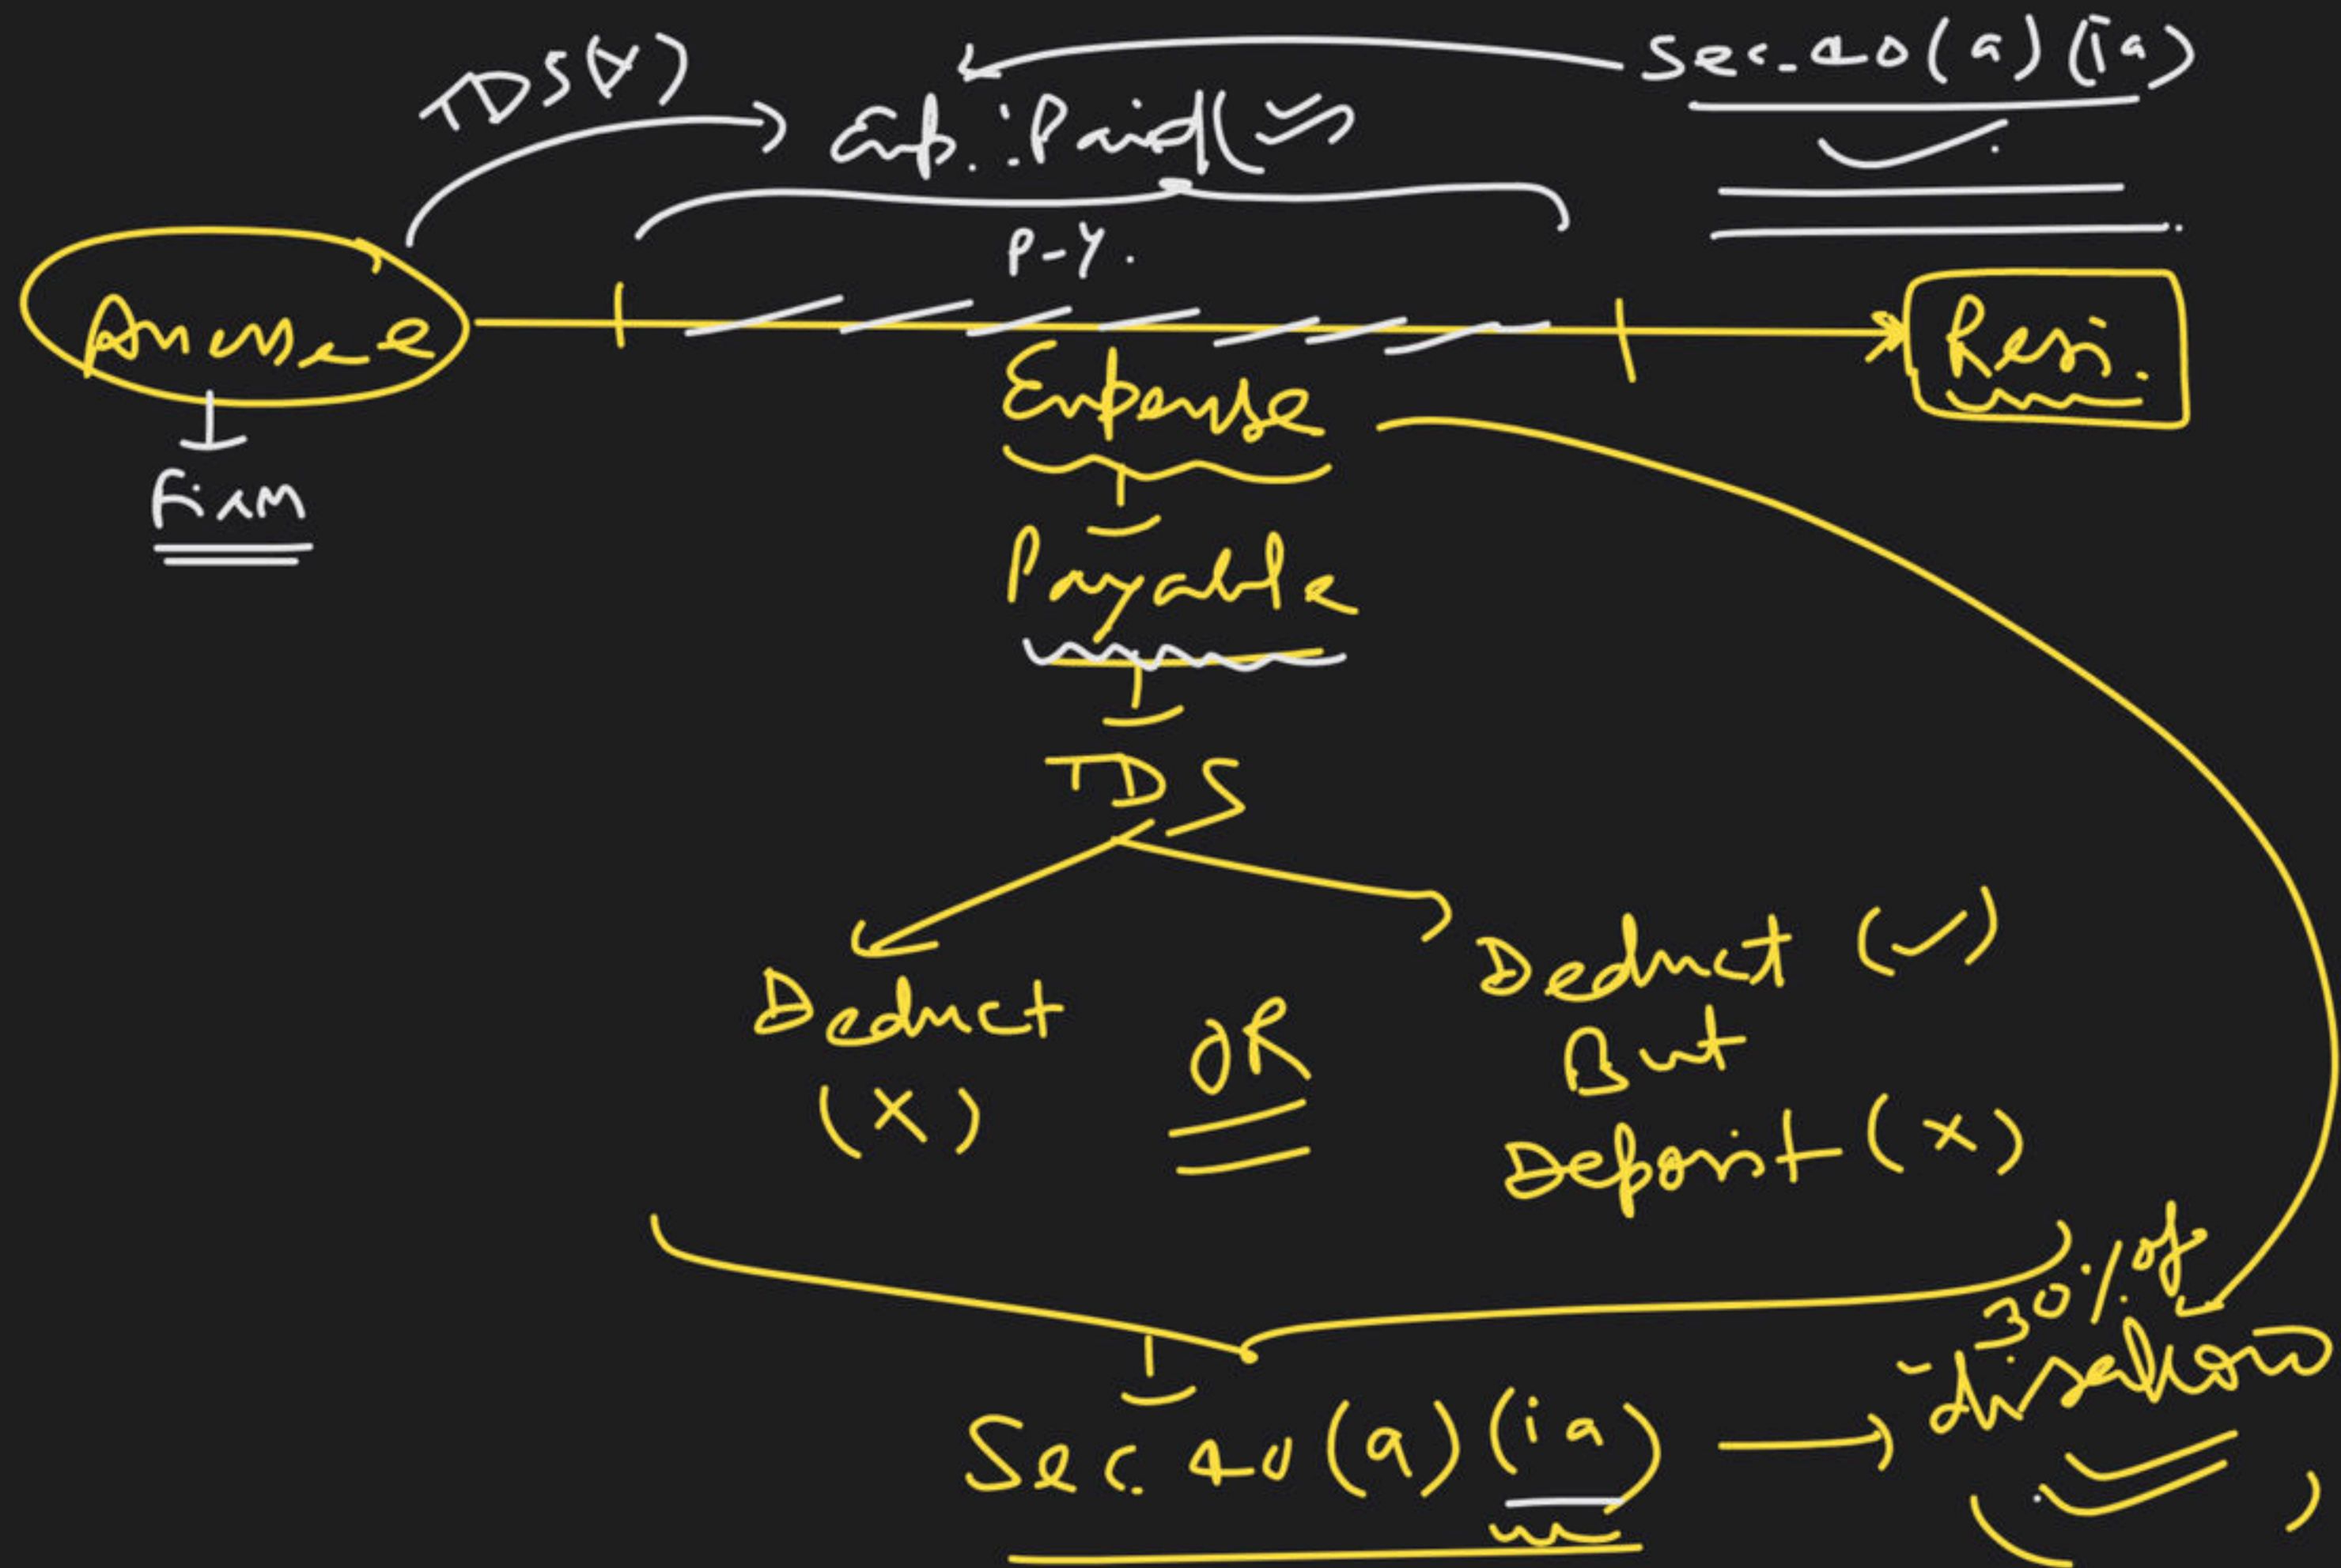 Sec. 40(a)(ia)
TDS(x)
Exp. : Paid(
P-Y.
Assessee
Resi.
Firm
Expense
Payable
TDS
Deduct (✓)
But
Deposit (x)
Deduct
(x)
OR
30% of
disallow
Sec. 40(a)(ia)